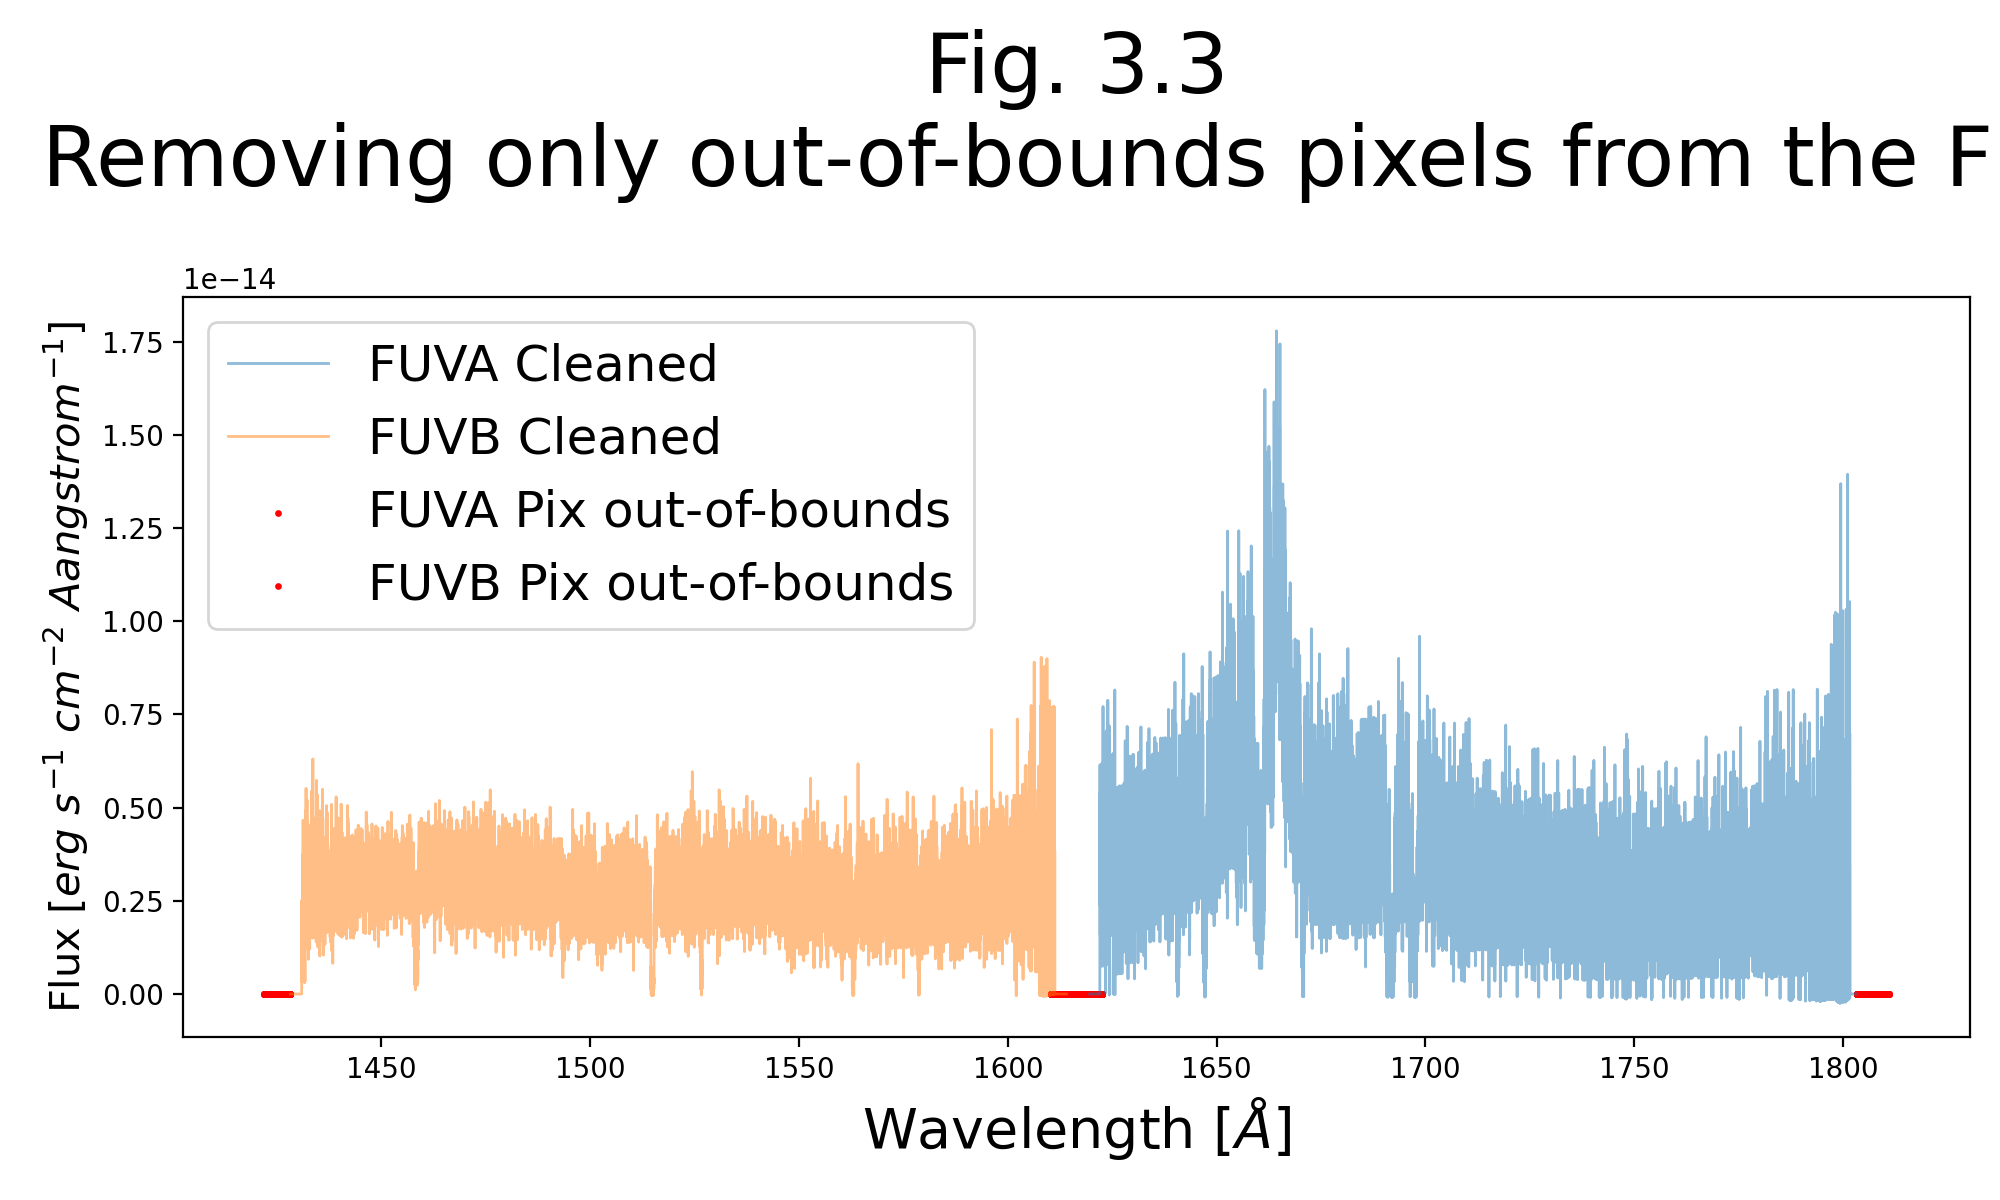 Fig. 3.3
Removing only out-of-bounds pixels from the F
1e−14
FUVA Cleaned
FUVB Cleaned
FUVA Pix out-of-bounds
FUVB Pix out-of-bounds
Flux [erg s⁻¹ cm⁻² Aangstrom⁻¹]
1.75
1.50
1.25
1.00
0.75
0.50
0.25
0.00
1450 1500 1550 1600 1650 1700 1750 1800
Wavelength [Å]